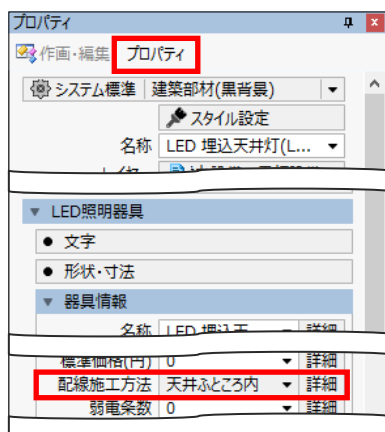 プロパティ
作画・編集 プロパティ
システム標準 建築部材(黒背景)
スタイル設定
名称 LED 埋込天井灯(L...
LED照明器具
文字
形状・寸法
器具情報
名称 LED 埋込天... 詳細
標準価格(円) 0 詳細
配線施工方法 天井ふところ内 詳細
弱電条数 0 詳細